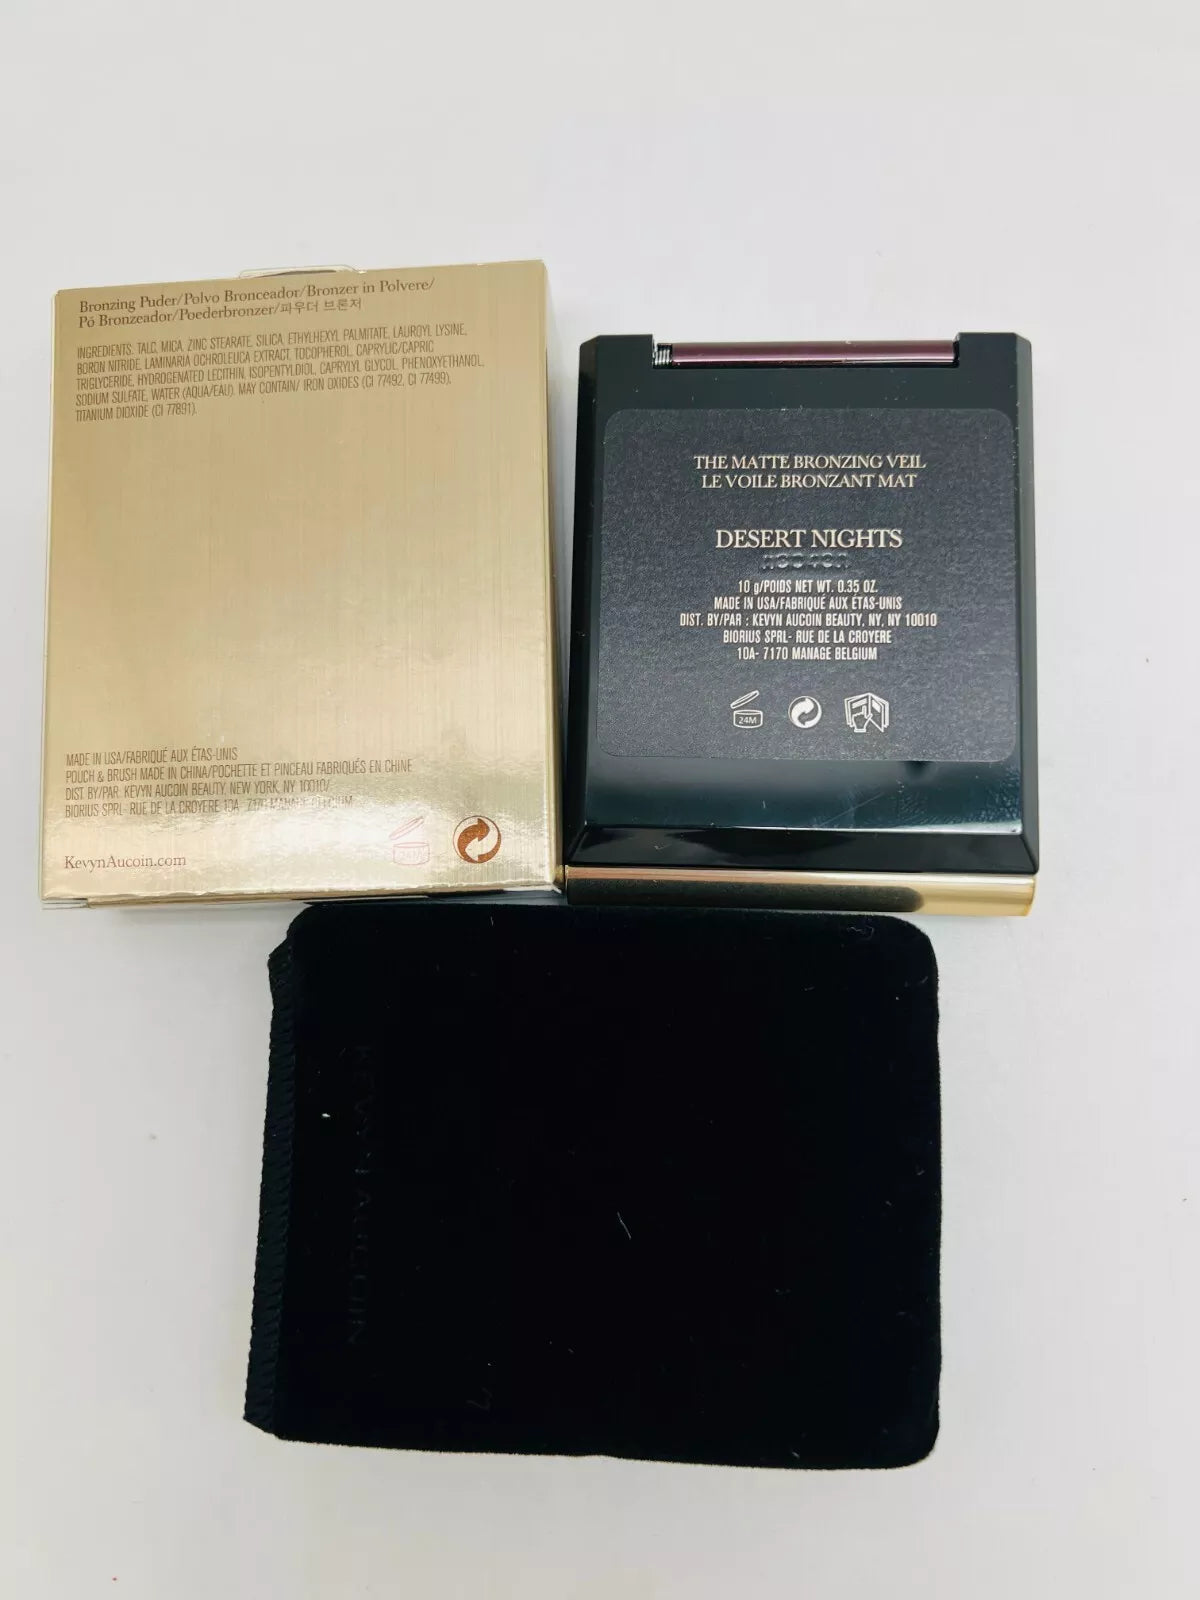 Bronzing Puder/Polvo Bronceador/Bronzer in Polvere/
Pó Bronzeador/Poederbronzer/파우더 브론저
INGREDIENTS: TALC, MICA, ZINC STEARATE, SILICA, ETHYLHEXYL PALMITATE, LAUROYL LYSINE,
BORON NITRIDE, LAMINARIA OCHROLEUCA EXTRACT, TOCOPHEROL, CAPRYLIC/CAPRIC
TRIGLYCERIDE, HYDROGENATED LECITHIN, ISOPENTYLDIOL, CAPRYLYL GLYCOL, PHENOXYETHANOL,
SODIUM SULFATE, WATER (AQUA/EAU). MAY CONTAIN/ IRON OXIDES (CI 77492, CI 77499),
TITANIUM DIOXIDE (CI 77891).
MADE IN USA/FABRIQUÉ AUX ÉTAS-UNIS
POUCH & BRUSH MADE IN CHINA/POCHETTE ET PINCEAU FABRIQUÉS EN CHINE
DIST. BY/PAR: KEVYN AUCOIN BEAUTY, NEW YORK, NY 10010/
BIORIUS SPRL- RUE DE LA CROYERE 10A- 7170 MANAGE BELGIUM
24M
KevynAucoin.com
THE MATTE BRONZING VEIL
LE VOILE BRONZANT MAT
DESERT NIGHTS
10 g/POIDS NET WT. 0.35 OZ.
MADE IN USA/FABRIQUÉ AUX ÉTAS-UNIS
DIST. BY/PAR : KEVYN AUCOIN BEAUTY, NY, NY 10010
BIORIUS SPRL- RUE DE LA CROYERE
10A- 7170 MANAGE BELGIUM
24M
KEVYN AUCOIN